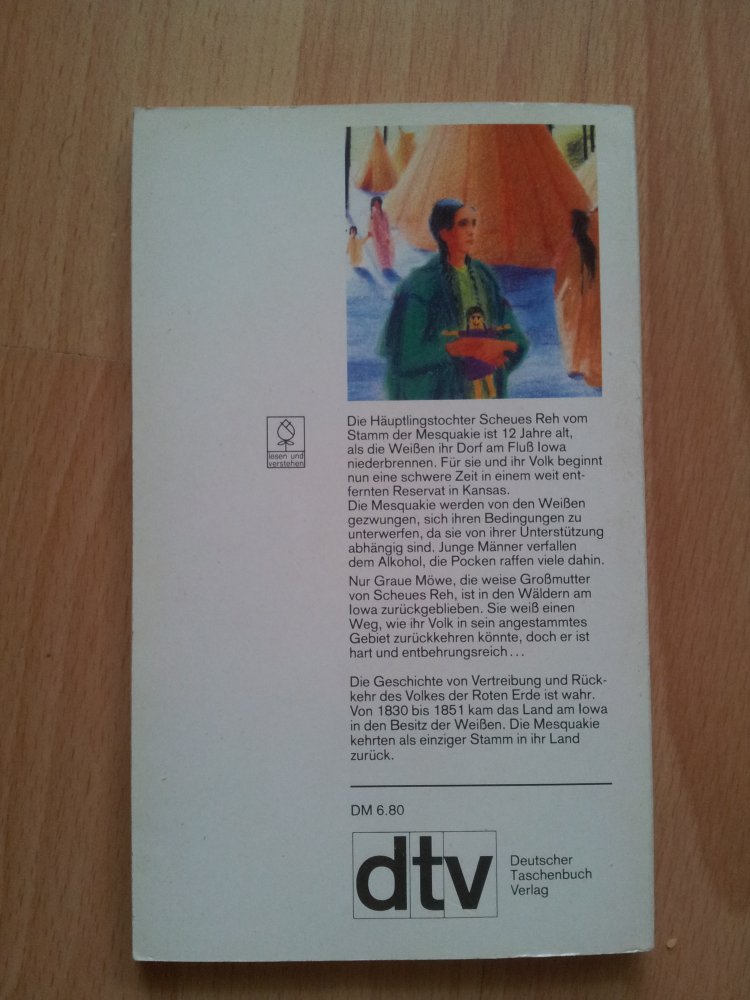 Die Häuptlingstochter Scheues Reh vom
Stamm der Mesquakie ist 12 Jahre alt,
als die Weißen ihr Dorf am Fluß Iowa
niederbrennen. Für sie und ihr Volk beginnt
nun eine schwere Zeit in einem weit ent-
fernten Reservat in Kansas.
Die Mesquakie werden von den Weißen
gezwungen, sich ihren Bedingungen zu
unterwerfen, da sie von ihrer Unterstützung
abhängig sind. Junge Männer verfallen
dem Alkohol, die Pocken raffen viele dahin.
Nur Graue Möwe, die weise Großmutter
von Scheues Reh, ist in den Wäldern am
Iowa zurückgeblieben. Sie weiß einen
Weg, wie ihr Volk in sein angestammtes
Gebiet zurückkehren könnte, doch er ist
hart und entbehrungsreich...
Die Geschichte von Vertreibung und Rück-
kehr des Volkes der Roten Erde ist wahr.
Von 1830 bis 1851 kam das Land am Iowa
in den Besitz der Weißen. Die Mesquakie
kehrten als einziger Stamm in ihr Land
zurück.
lesen und
verstehen
DM 6.80
dtv
Deutscher
Taschenbuch
Verlag